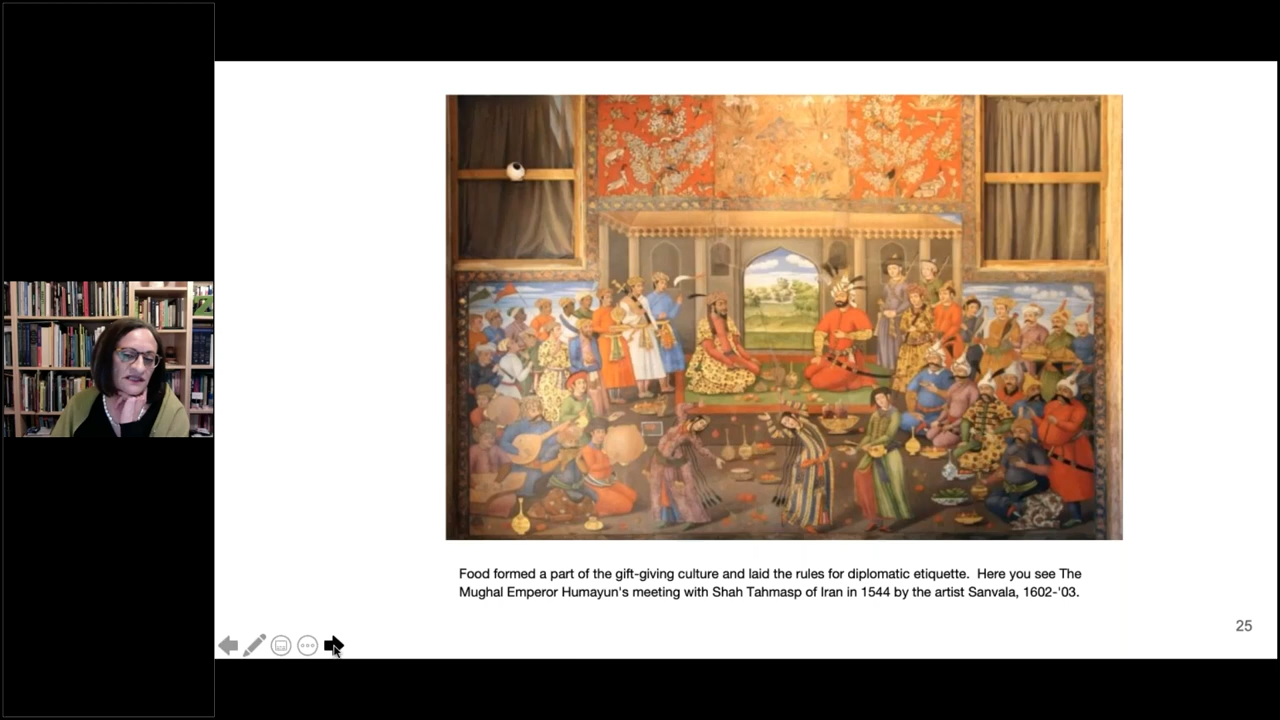 Food formed a part of the gift-giving culture and laid the rules for diplomatic etiquette.  Here you see The
Mughal Emperor Humayun's meeting with Shah Tahmasp of Iran in 1544 by the artist Sanvala, 1602-'03.
25